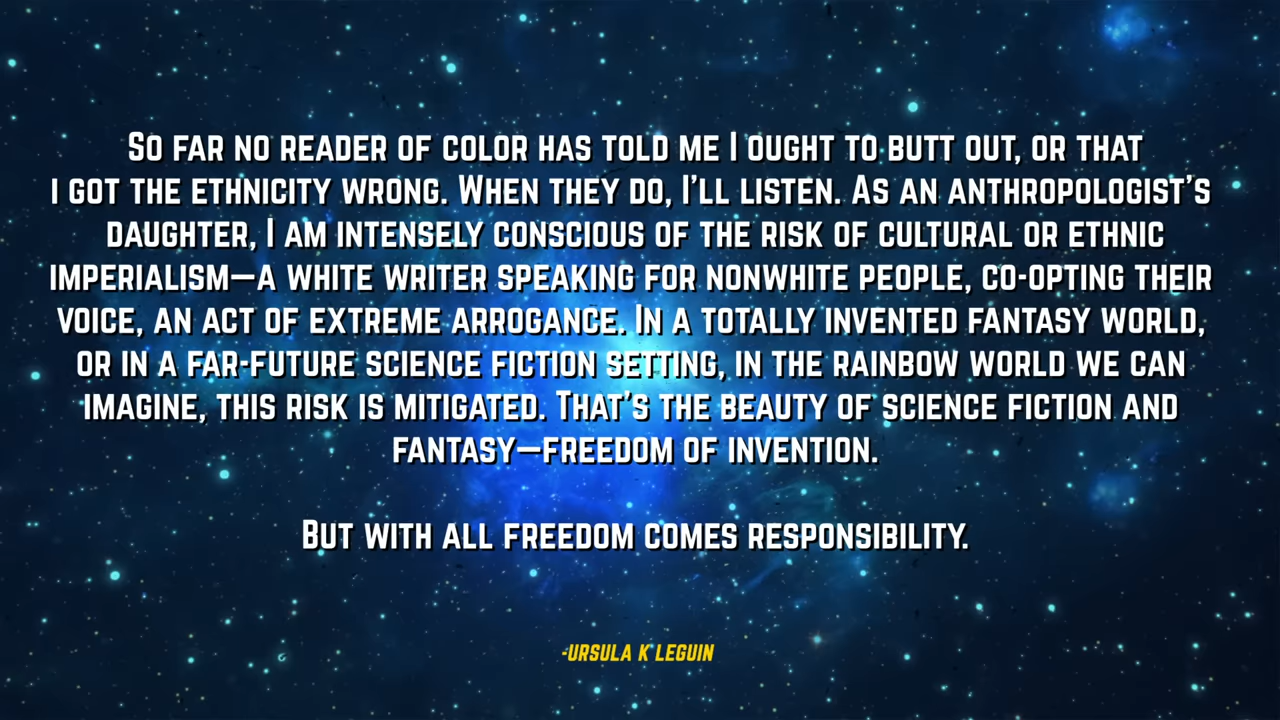 So far no reader of color has told me I ought to butt out, or that
I got the ethnicity wrong. When they do, I'll listen. As an anthropologist's
daughter, I am intensely conscious of the risk of cultural or ethnic
imperialism—a white writer speaking for nonwhite people, co-opting their
voice, an act of extreme arrogance. In a totally invented fantasy world,
or in a far-future science fiction setting, in the rainbow world we can
imagine, this risk is mitigated. That's the beauty of science fiction and
fantasy—freedom of invention.
But with all freedom comes responsibility.
-Ursula K LeGuin